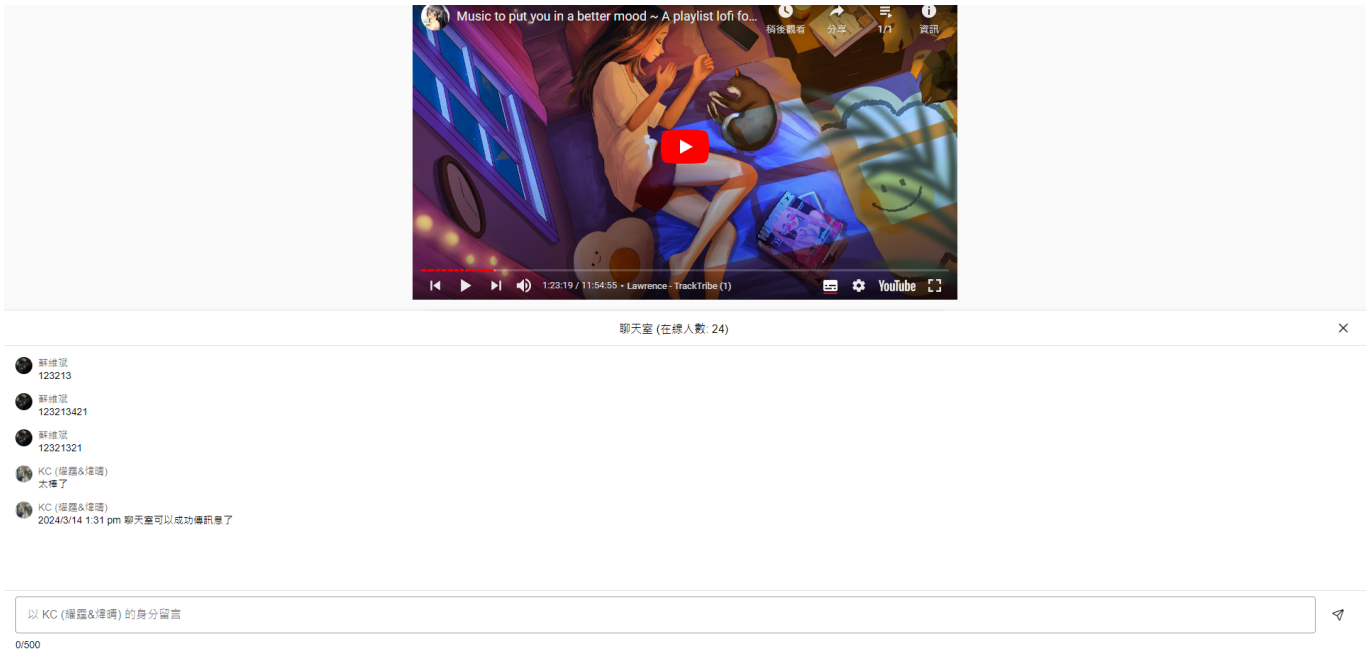 Music to put you in a better mood ~ A playlist lofi fo...
稍後觀看 分享 1/1 資訊
1:23:19 / 11:54:55 • Lawrence - TrackTribe (1)
YouTube
聊天室 (在線人數: 24)
蘇維斌
123213
蘇維斌
123213421
蘇維斌
12321321
KC (耀霆&煒晴)
太棒了
KC (耀霆&煒晴)
2024/3/14 1:31 pm 聊天室可以成功傳訊息了
以 KC (耀霆&煒晴) 的身分留言
0/500